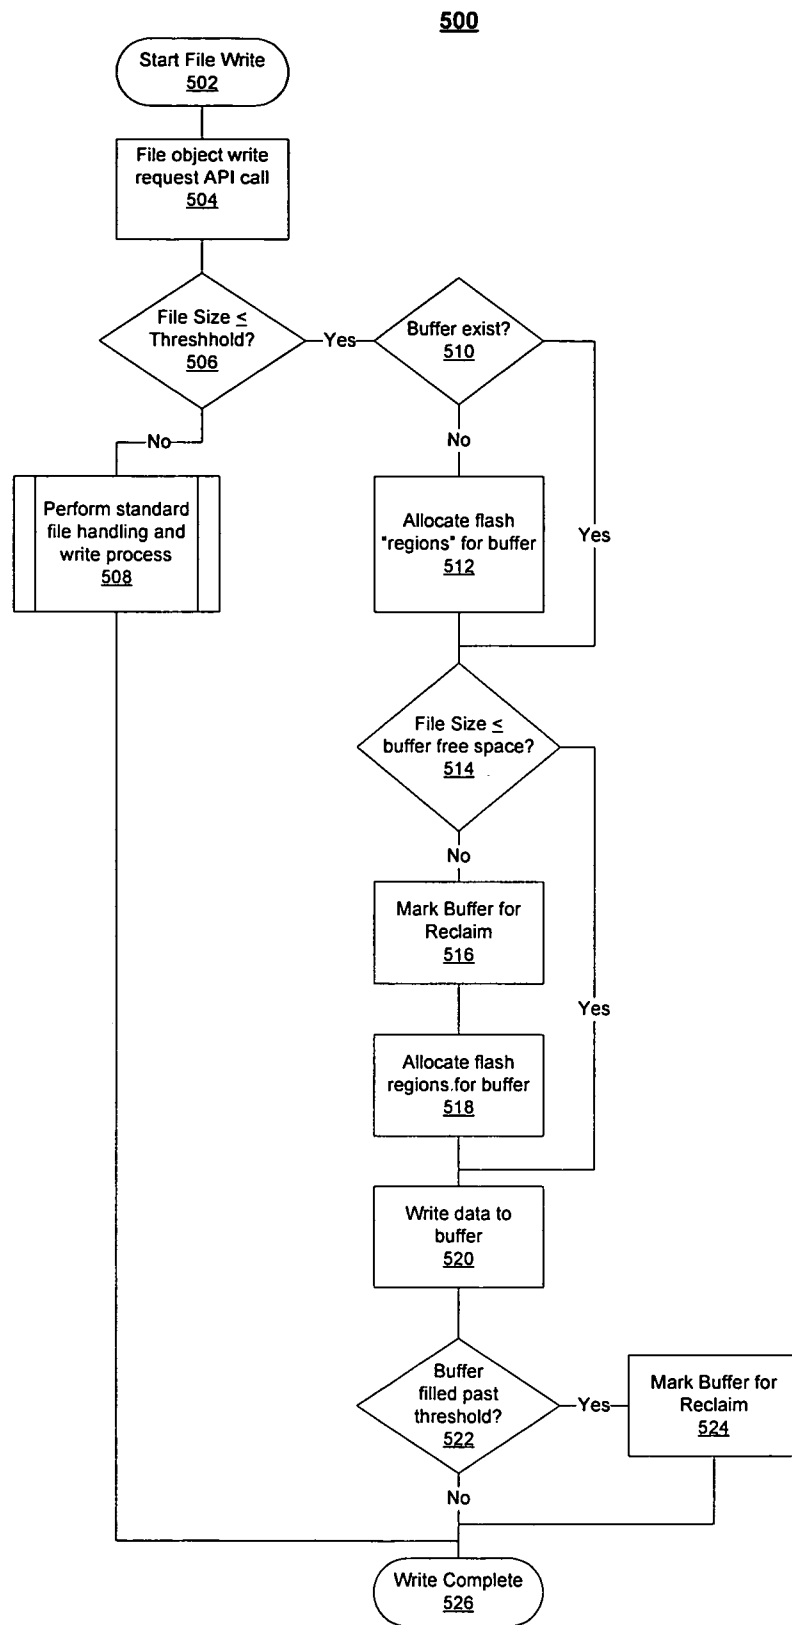 500
Start File Write
502
File object write
request API call
504
File Size ≤
Threshhold?
506
Yes
Buffer exist?
510
No
No
Perform standard
file handling and
write process
508
Allocate flash
"regions" for buffer
512
Yes
File Size ≤
buffer free space?
514
No
Mark Buffer for
Reclaim
516
Yes
Allocate flash
regions for buffer
518
Write data to
buffer
520
Buffer
filled past
threshold?
522
Yes
Mark Buffer for
Reclaim
524
No
Write Complete
526